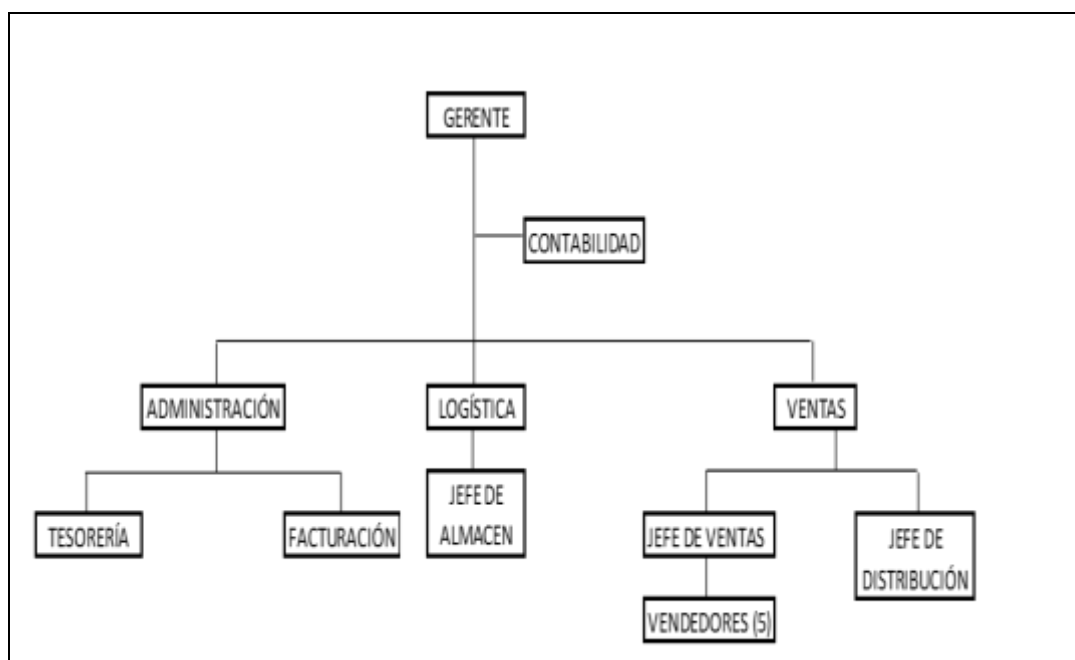 GERENTE
CONTABILIDAD
ADMINISTRACIÓN
LOGÍSTICA
VENTAS
TESORERÍA
FACTURACIÓN
JEFE DE
ALMACEN
JEFE DE VENTAS
JEFE DE
DISTRIBUCIÓN
VENDEDORES (5)